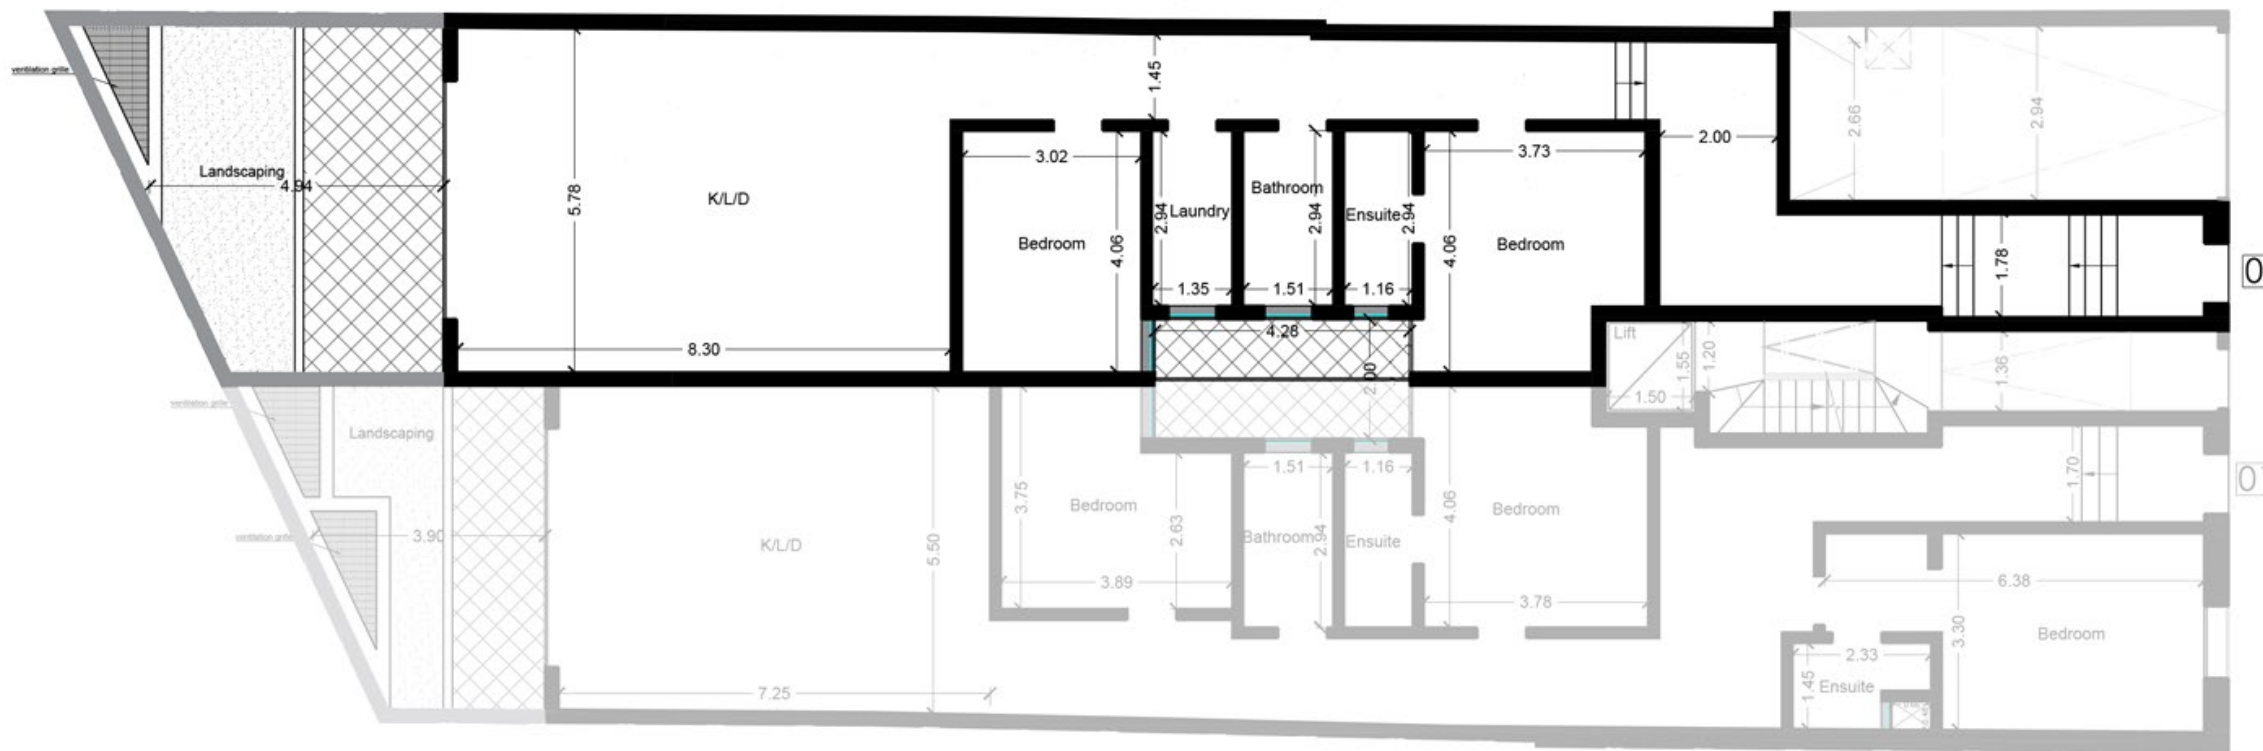 ventilation grille
Landscaping
4.94
5.78
K/L/D
8.30
1.45
3.02
Bedroom
4.06
2.94
Laundry
1.35
Bathroom
2.94
1.51
Ensuite
2.94
1.16
3.73
4.06
Bedroom
2.00
2.66
2.94
1.78
0
4.28
2.00
Lift
1.50
1.55
1.20
1.36
ventilation grille
Landscaping
ventilation grille
3.90
K/L/D
5.50
7.25
3.75
Bedroom
2.63
3.89
1.51
Bathroom
2.94
1.16
Ensuite
4.06
Bedroom
3.78
1.70
0
6.38
3.30
Bedroom
2.33
1.45
Ensuite